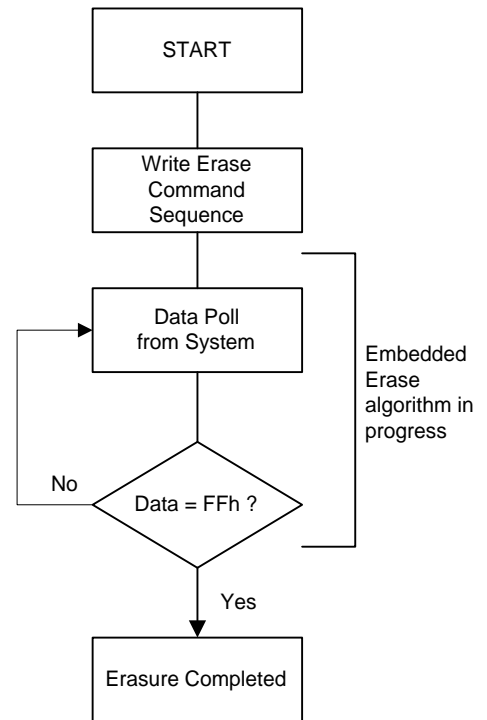 START
Write Erase
Command
Sequence
Data Poll
from System
Embedded
Erase
algorithm in
progress
No
Data = FFh ?
Yes
Erasure Completed